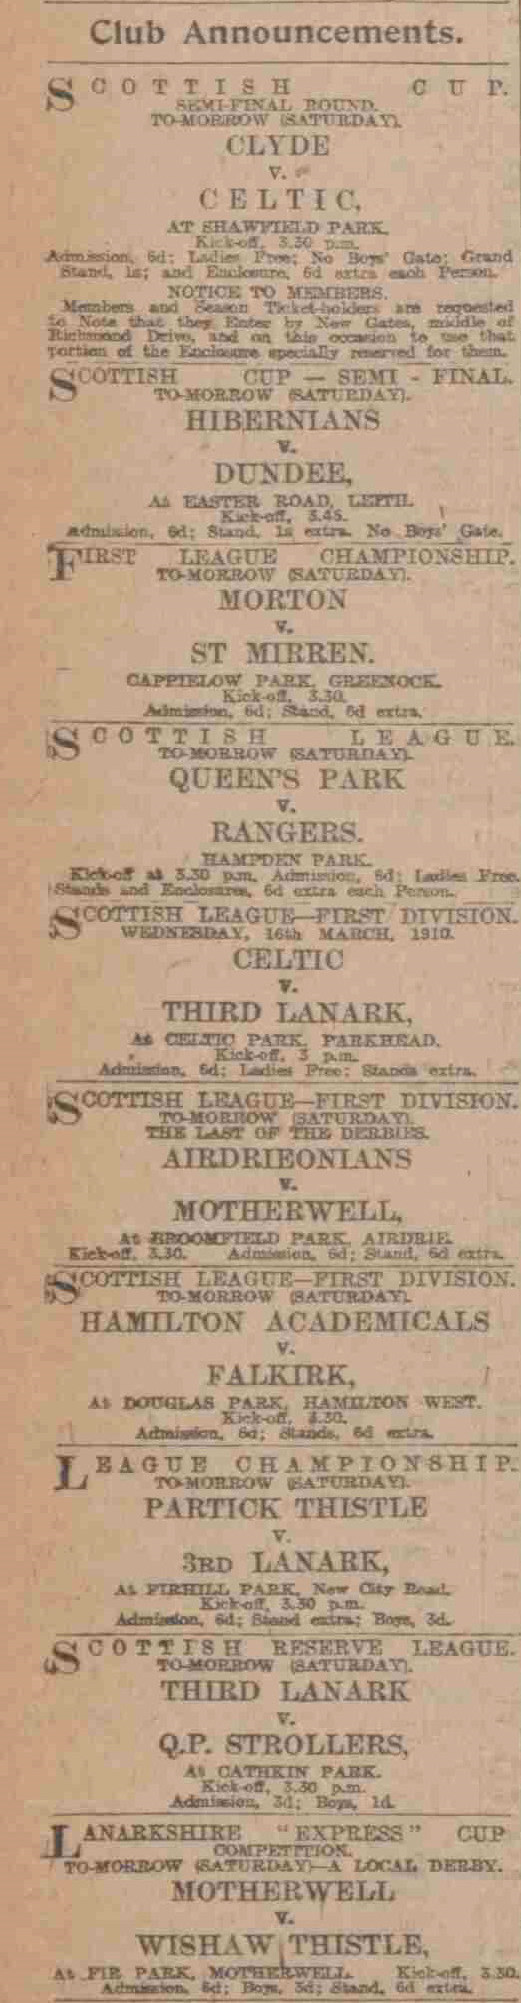 Club Announcements.
SCOTTISH CUP.
SEMI-FINAL ROUND.
TO-MORROW (SATURDAY).
CLYDE
v.
CELTIC,
AT SHAWFIELD PARK.
Kick-off, 3.30 p.m.
Admission, 6d; Ladies Free; No Boys' Gate; Grand
Stand, 1s; and Enclosure, 6d extra each Person.
NOTICE TO MEMBERS.
Members and Season Ticket-holders are requested
to Note that they Enter by New Gates, middle of
Richmond Drive, and on this occasion to use that
portion of the Enclosure specially reserved for them.
SCOTTISH CUP — SEMI-FINAL.
TO-MORROW (SATURDAY).
HIBERNIANS
v.
DUNDEE,
At EASTER ROAD, LEITH.
Kick-off, 3.45.
Admission, 6d; Stand, 1s extra. No Boys' Gate.
FIRST LEAGUE CHAMPIONSHIP.
TO-MORROW (SATURDAY).
MORTON
v.
ST MIRREN.
CAPPIELOW PARK, GREENOCK.
Kick-off, 3.30.
Admission, 6d; Stand, 6d extra.
SCOTTISH LEAGUE.
TO-MORROW (SATURDAY).
QUEEN'S PARK
v.
RANGERS.
HAMPDEN PARK.
Kick-off at 3.30 p.m. Admission, 6d; Ladies Free.
Stands and Enclosures, 6d extra each Person.
SCOTTISH LEAGUE—FIRST DIVISION.
WEDNESDAY, 16th MARCH, 1910.
CELTIC
v.
THIRD LANARK,
At CELTIC PARK, PARKHEAD.
Kick-off, 3 p.m.
Admission, 6d; Ladies Free; Stands extra.
SCOTTISH LEAGUE—FIRST DIVISION.
TO-MORROW (SATURDAY).
THE LAST OF THE DERBIES.
AIRDRIEONIANS
v.
MOTHERWELL,
At BROOMFIELD PARK, AIRDRIE.
Kick-off, 3.30. Admission, 6d; Stand, 6d extra.
SCOTTISH LEAGUE—FIRST DIVISION.
TO-MORROW (SATURDAY).
HAMILTON ACADEMICALS
v.
FALKIRK,
At DOUGLAS PARK, HAMILTON WEST.
Kick-off,
Admission, 6d; Stands, 6d extra.
LEAGUE CHAMPIONSHIP.
TO-MORROW (SATURDAY).
PARTICK THISTLE
v.
3RD LANARK,
At FIRHILL PARK, New City Road.
Kick-off, 3.30 p.m.
Admission, 6d; Stand extra; Boys, 3d.
SCOTTISH RESERVE LEAGUE.
TO-MORROW (SATURDAY).
THIRD LANARK
v.
Q.P. STROLLERS,
At CATHKIN PARK.
Kick-off, 3.30 p.m.
Admission, 3d; Boys, 1d.
LANARKSHIRE "EXPRESS" CUP
COMPETITION.
TO-MORROW (SATURDAY)—A LOCAL DERBY.
MOTHERWELL
v.
WISHAW THISTLE,
At FIR PARK, MOTHERWELL. Kick-off, 3.30.
Admission, 6d; Boys, 3d; Stand, 6d extra.